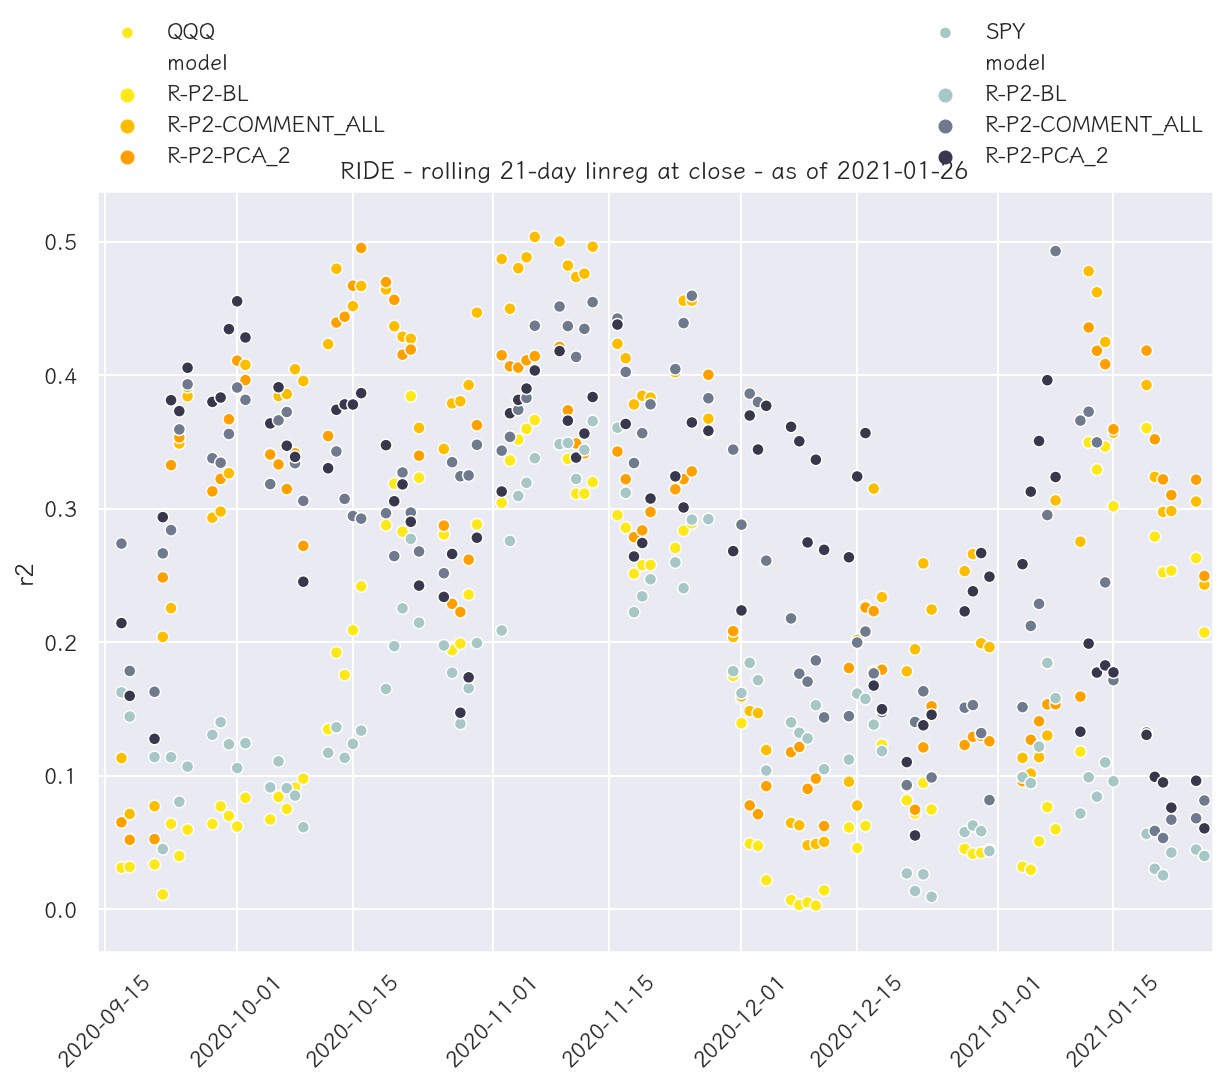 QQQ
model
R-P2-BL
R-P2-COMMENT_ALL
R-P2-PCA_2
SPY
model
R-P2-BL
R-P2-COMMENT_ALL
R-P2-PCA_2
RIDE - rolling 21-day linreg at close - as of 2021-01-26
0.5
0.4
0.3
0.2
0.1
0.0
r2
2020-09-15
2020-10-01
2020-10-15
2020-11-01
2020-11-15
2020-12-01
2020-12-15
2021-01-01
2021-01-15